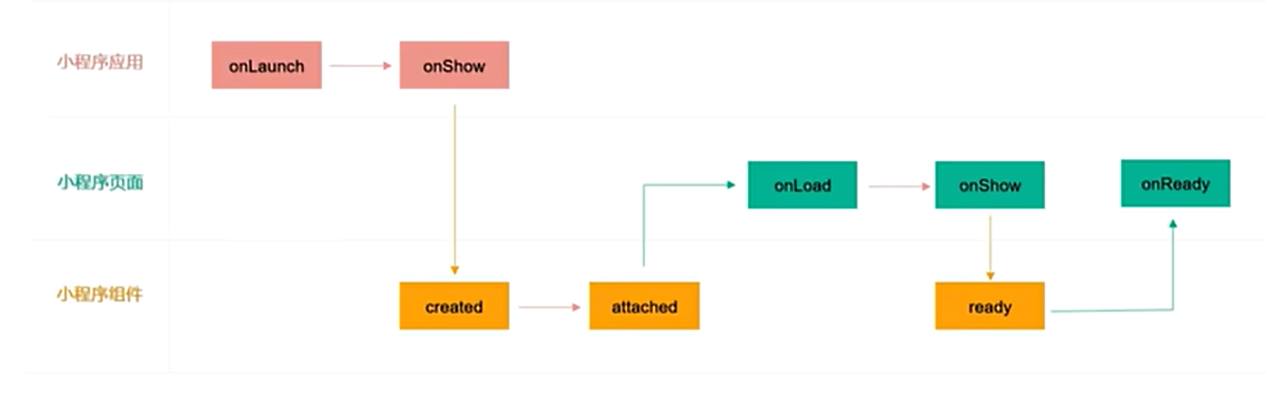 小程序应用
onLaunch
onShow
小程序页面
onLoad
onShow
onReady
小程序组件
created
attached
ready